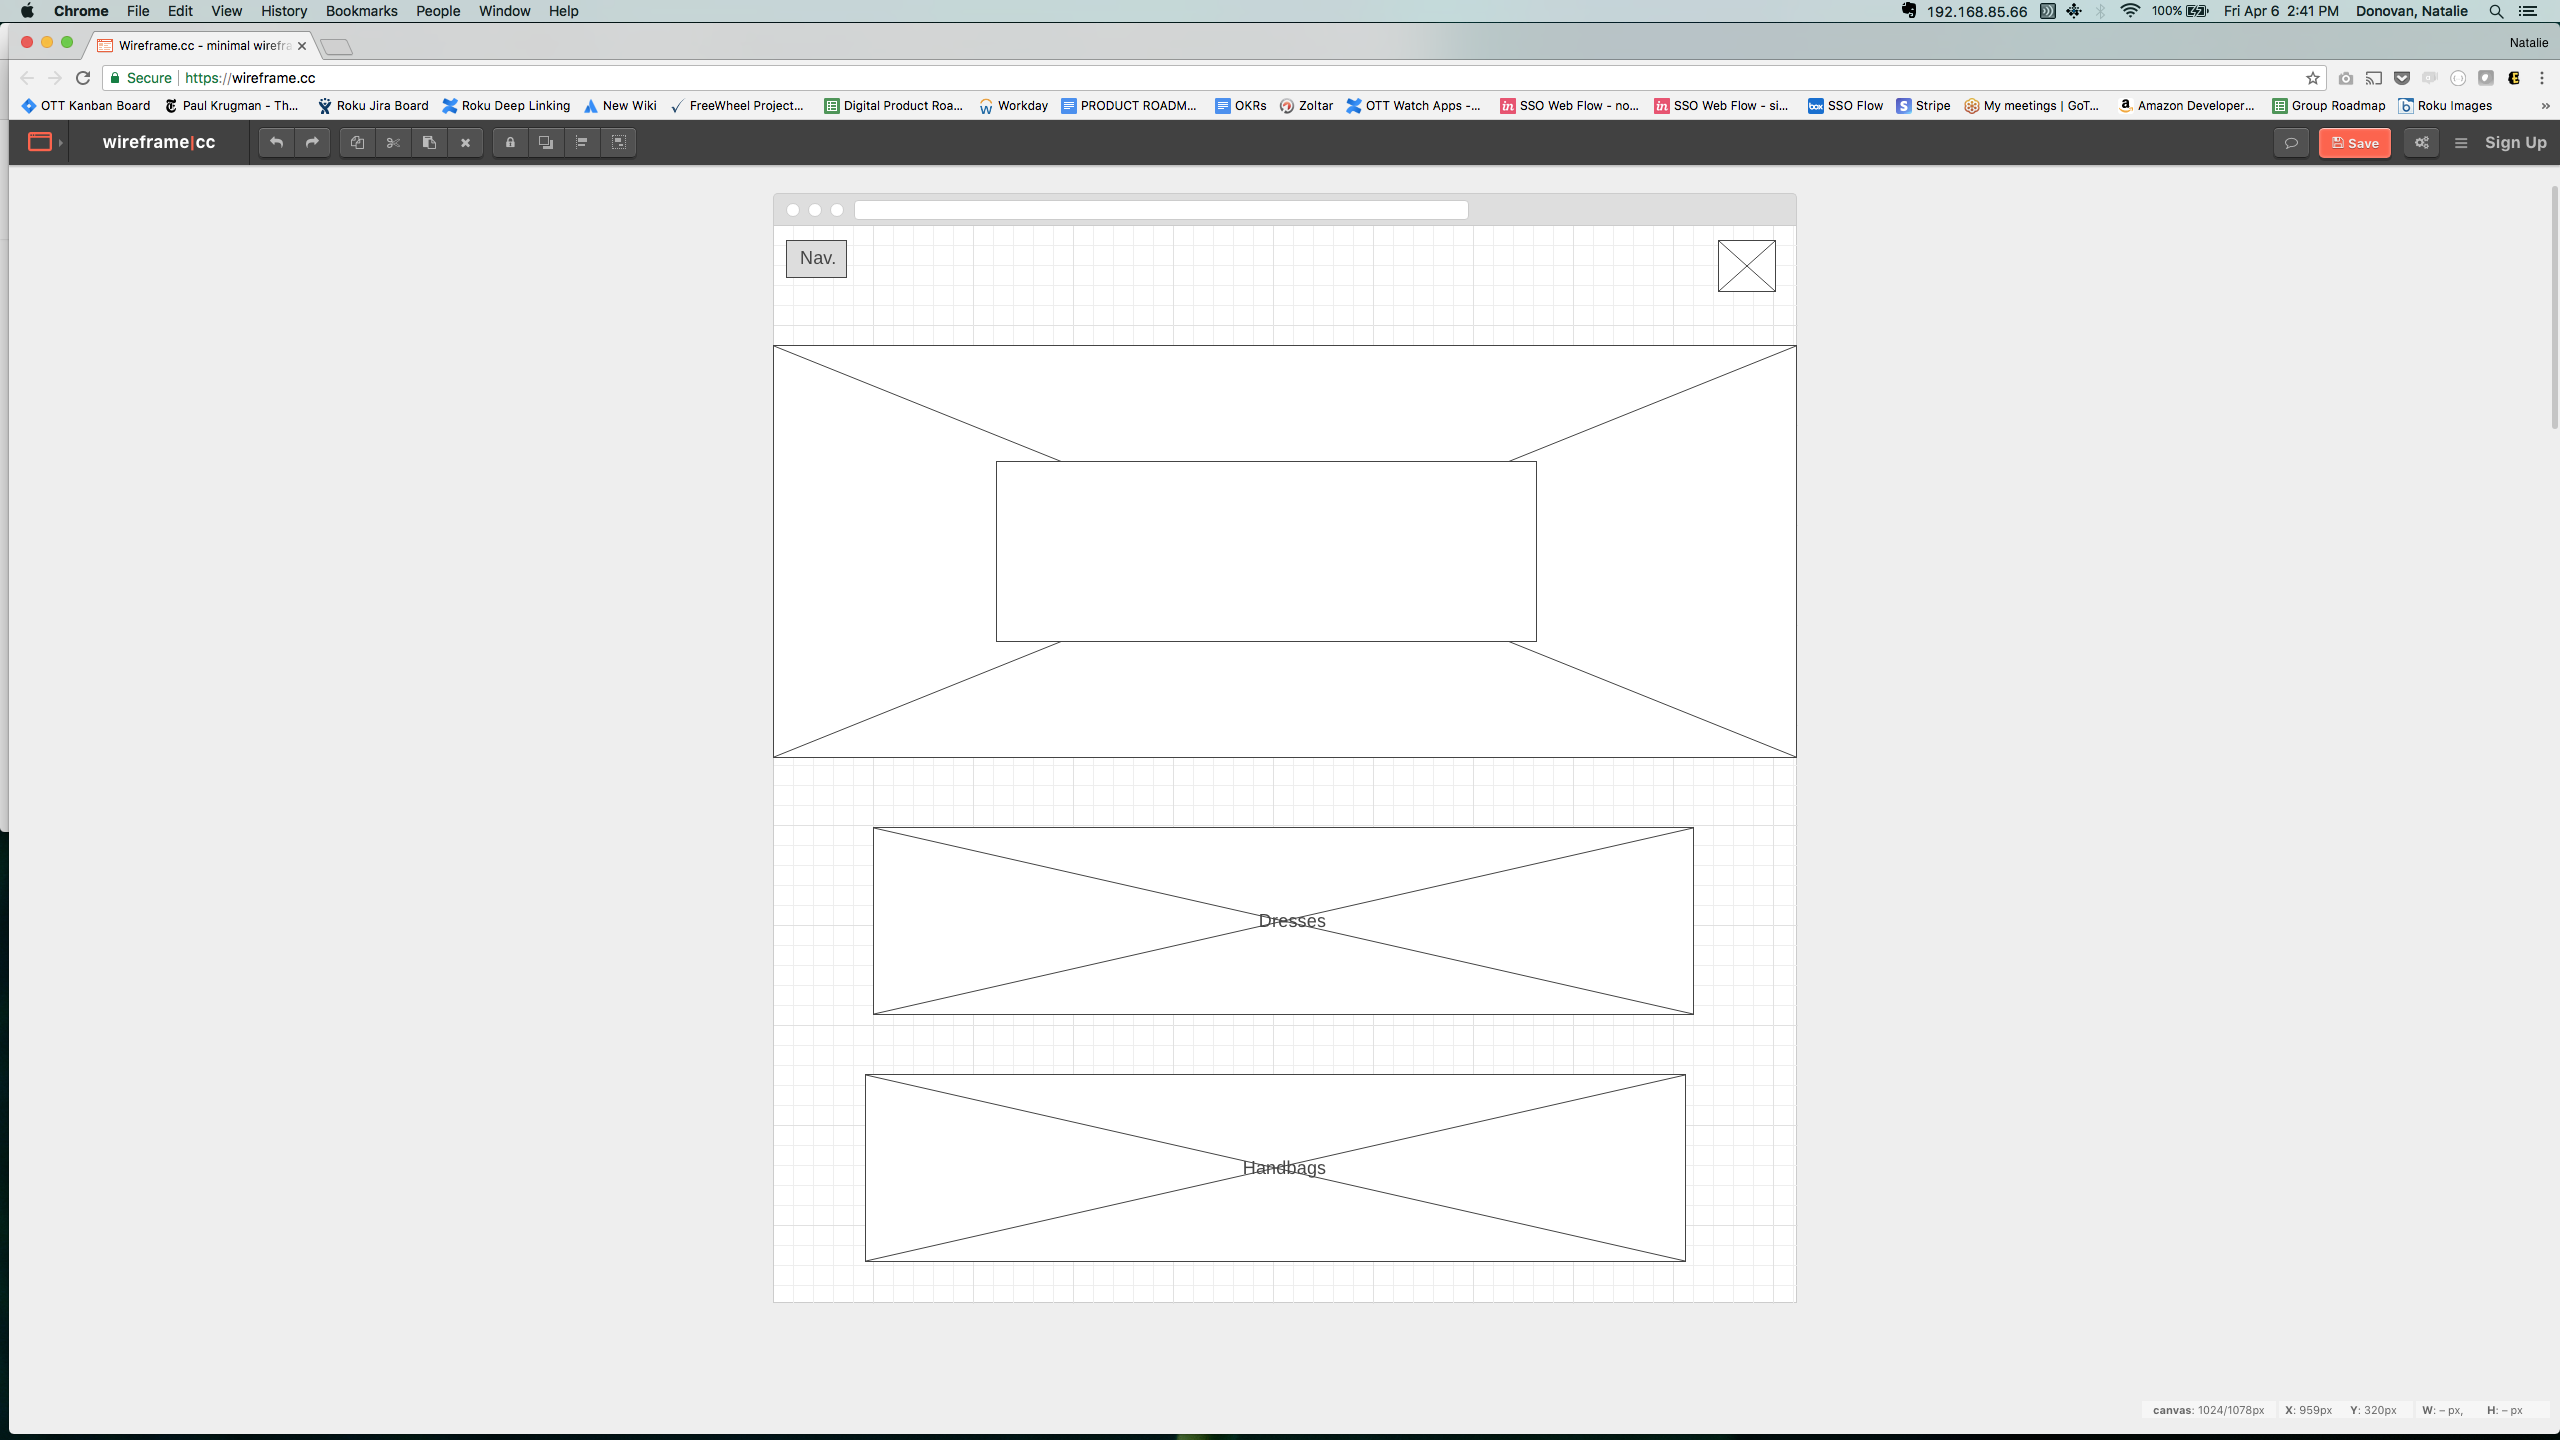 Chrome File Edit View History Bookmarks People Window Help 192.168.85.66 100% Fri Apr 6 2:41 PM Donovan, Natalie
Wireframe.cc - minimal wirefra Natalie
Secure https://wireframe.cc
OTT Kanban Board Paul Krugman - Th... Roku Jira Board Roku Deep Linking New Wiki FreeWheel Project... Digital Product Roa... Workday PRODUCT ROADM... OKRs Zoltar OTT Watch Apps -... SSO Web Flow - no... SSO Web Flow - si... SSO Flow Stripe My meetings | GoT... Amazon Developer... Group Roadmap Roku Images »
wireframe|cc Save Sign Up
Nav.
Dresses
Handbags
canvas: 1024/1078px X: 959px Y: 320px W: – px, H: – px